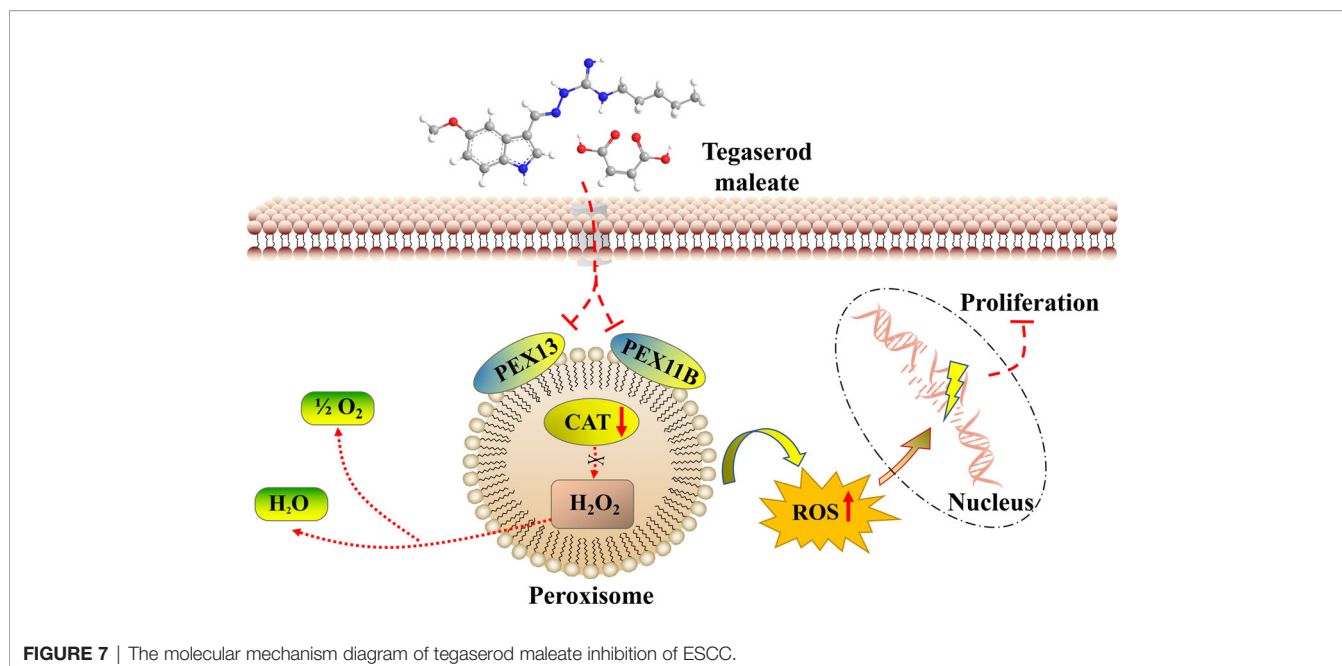 Tegaserod
maleate
Proliferation
PEX13
PEX11B
½ O₂
CAT
H₂O
H₂O₂
ROS
Nucleus
Peroxisome
FIGURE 7 | The molecular mechanism diagram of tegaserod maleate inhibition of ESCC.